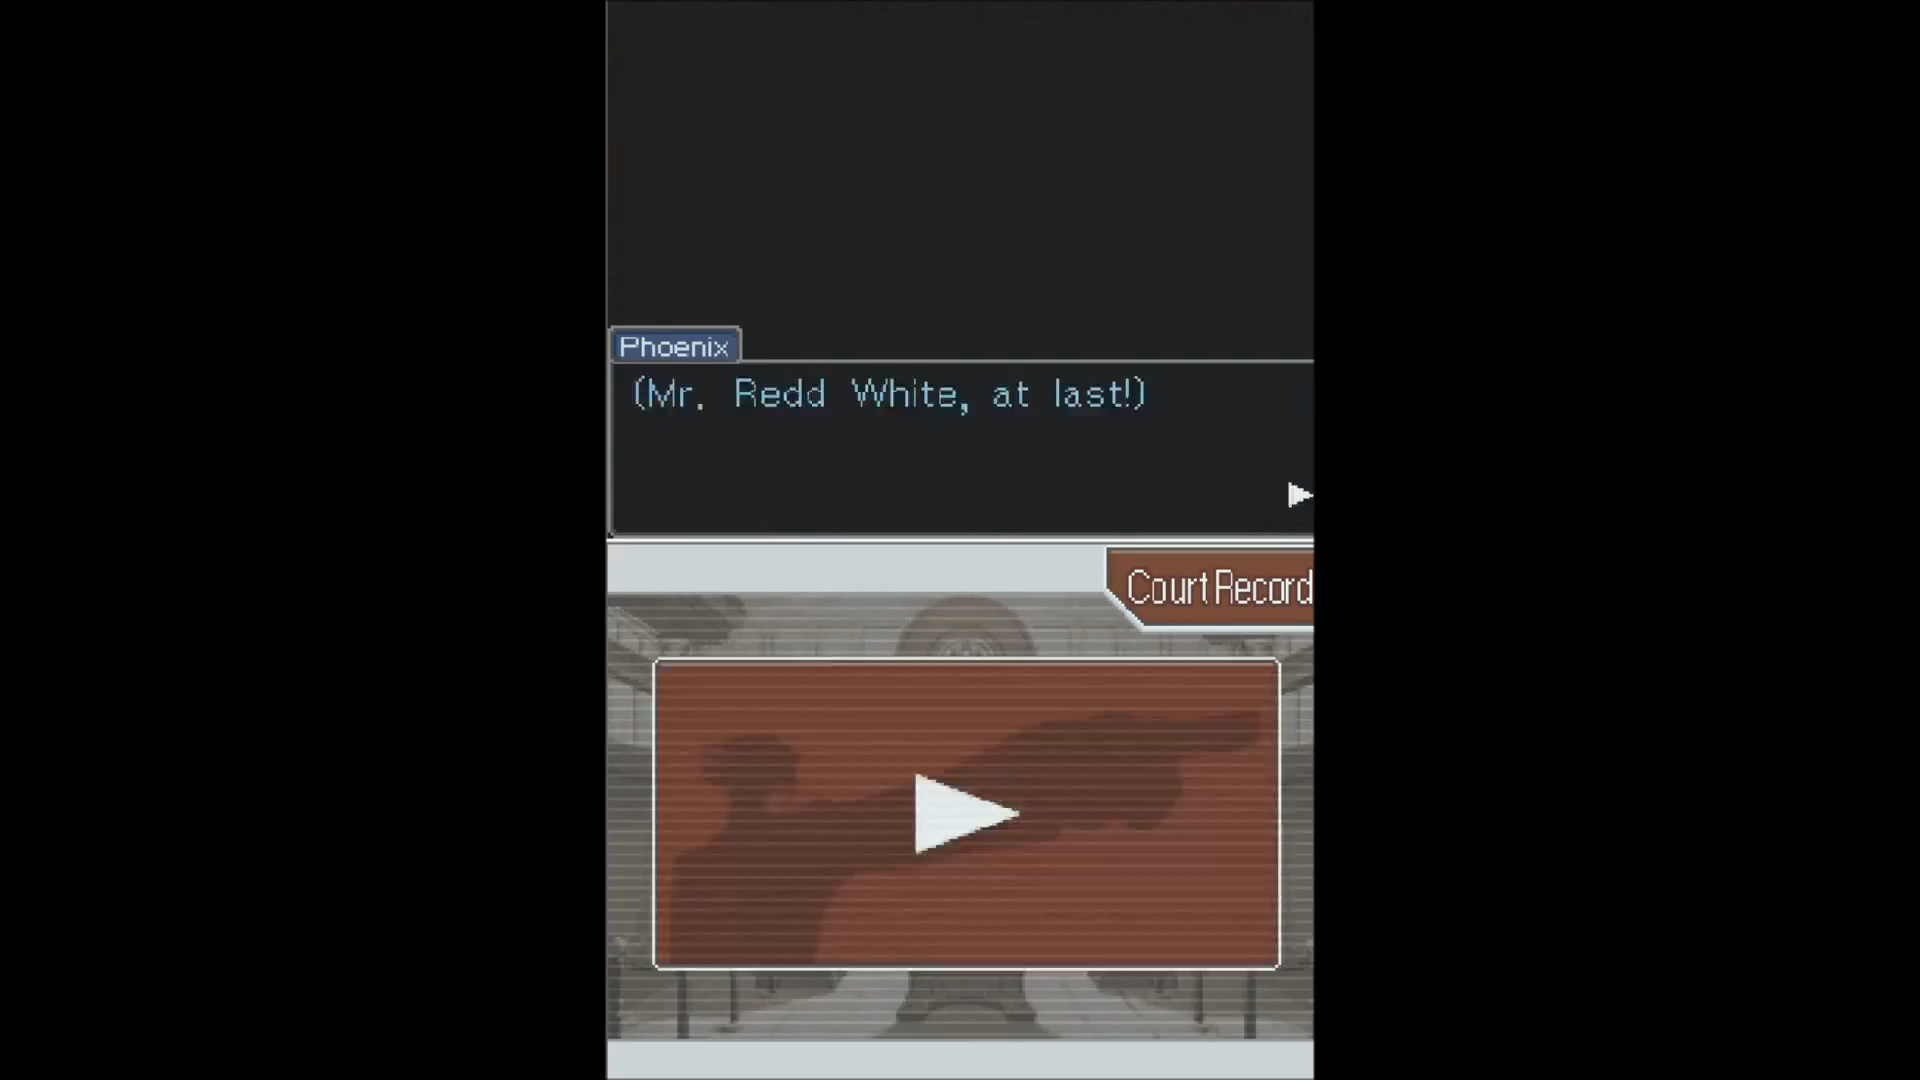 Phoenix
(Mr. Redd White, at last!)
Court Record